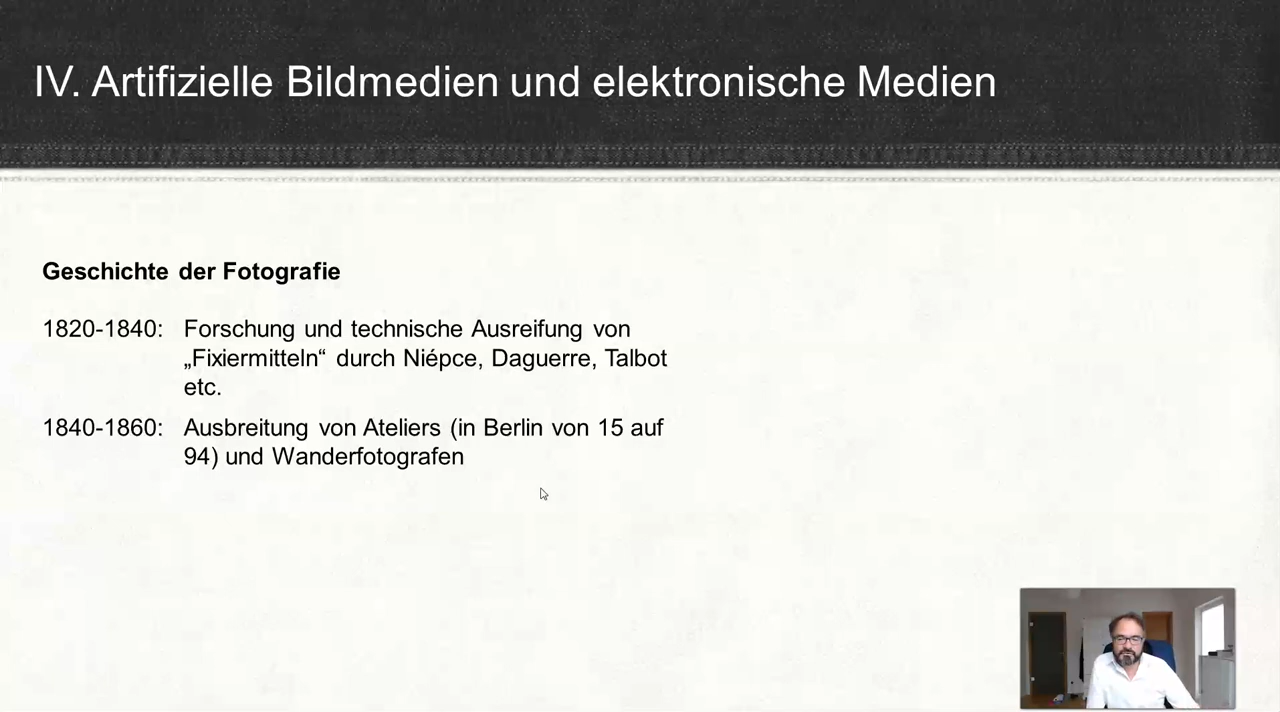 IV. Artifizielle Bildmedien und elektronische Medien
Geschichte der Fotografie
1820-1840: Forschung und technische Ausreifung von
„Fixiermitteln“ durch Niépce, Daguerre, Talbot
etc.
1840-1860: Ausbreitung von Ateliers (in Berlin von 15 auf
94) und Wanderfotografen